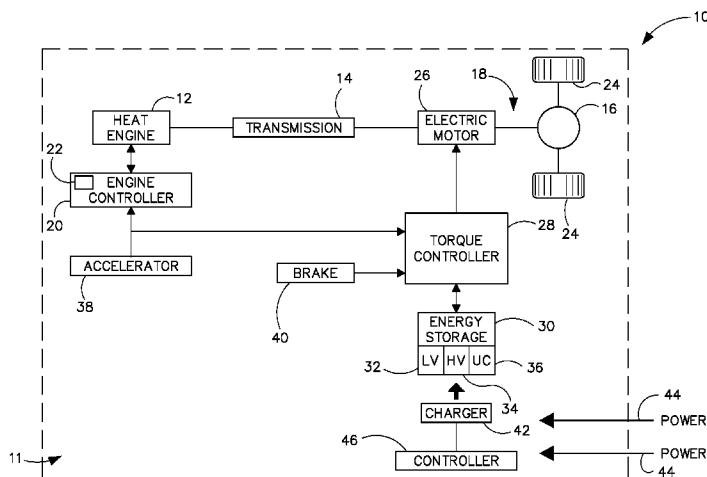 10
12
14
26
18
24
HEAT
ENGINE
TRANSMISSION
ELECTRIC
MOTOR
16
22
ENGINE
CONTROLLER
20
24
28
TORQUE
CONTROLLER
ACCELERATOR
38
BRAKE
40
ENERGY
STORAGE
30
LV HV UC
32
36
34
CHARGER
42
44
POWER
46
CONTROLLER
POWER
44
11